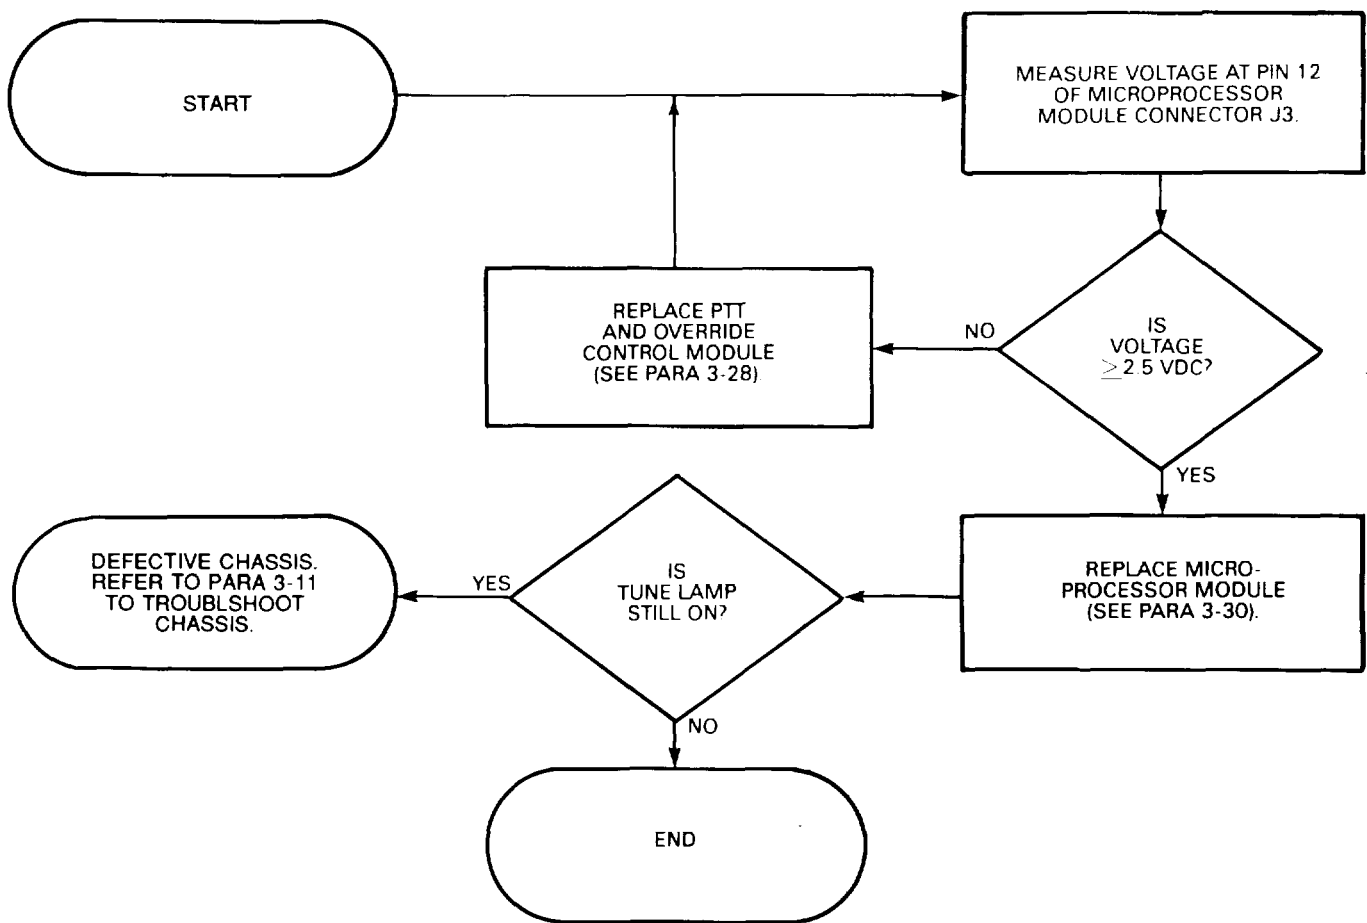 START
MEASURE VOLTAGE AT PIN 12
OF MICROPROCESSOR
MODULE CONNECTOR J3.
REPLACE PTT
AND OVERRIDE
CONTROL MODULE
(SEE PARA 3-28)
NO
IS
VOLTAGE
≥2.5 VDC?
YES
DEFECTIVE CHASSIS.
REFER TO PARA 3-11
TO TROUBLSHOOT
CHASSIS.
YES
IS
TUNE LAMP
STILL ON?
REPLACE MICRO-
PROCESSOR MODULE
(SEE PARA 3-30).
NO
END